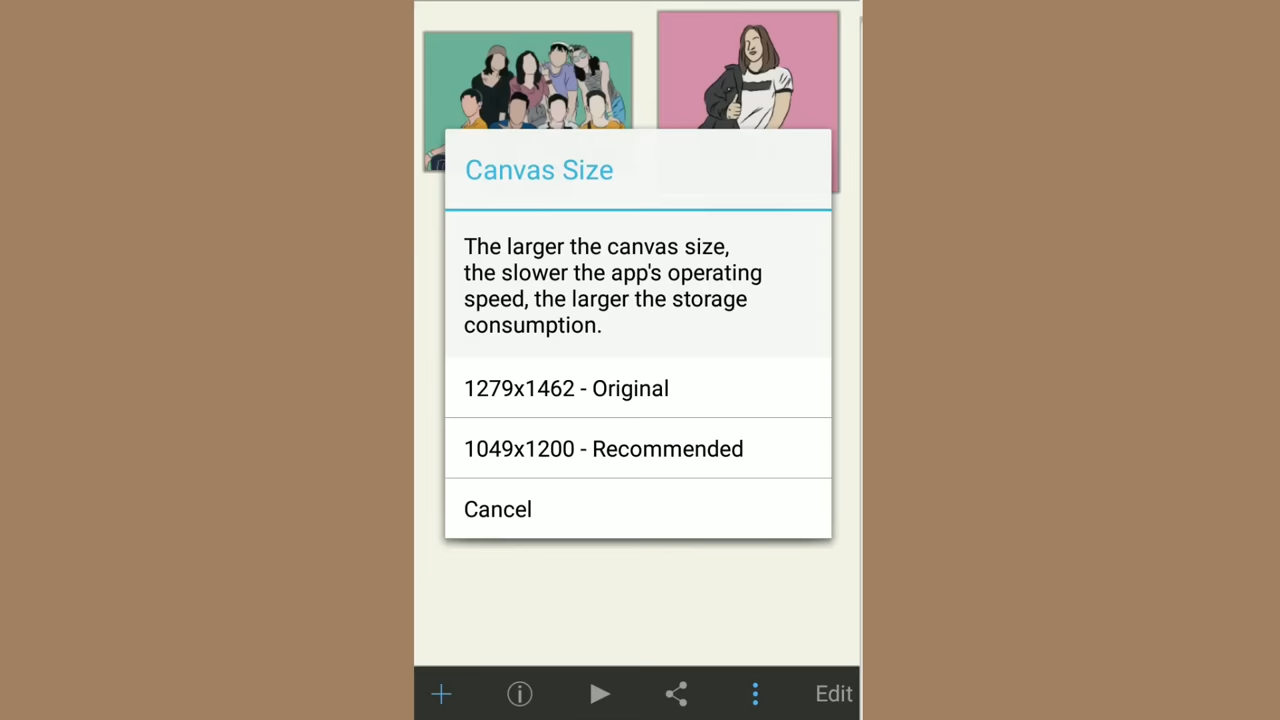 Canvas Size
The larger the canvas size,
the slower the app's operating
speed, the larger the storage
consumption.
1279x1462 - Original
1049x1200 - Recommended
Cancel
Edit